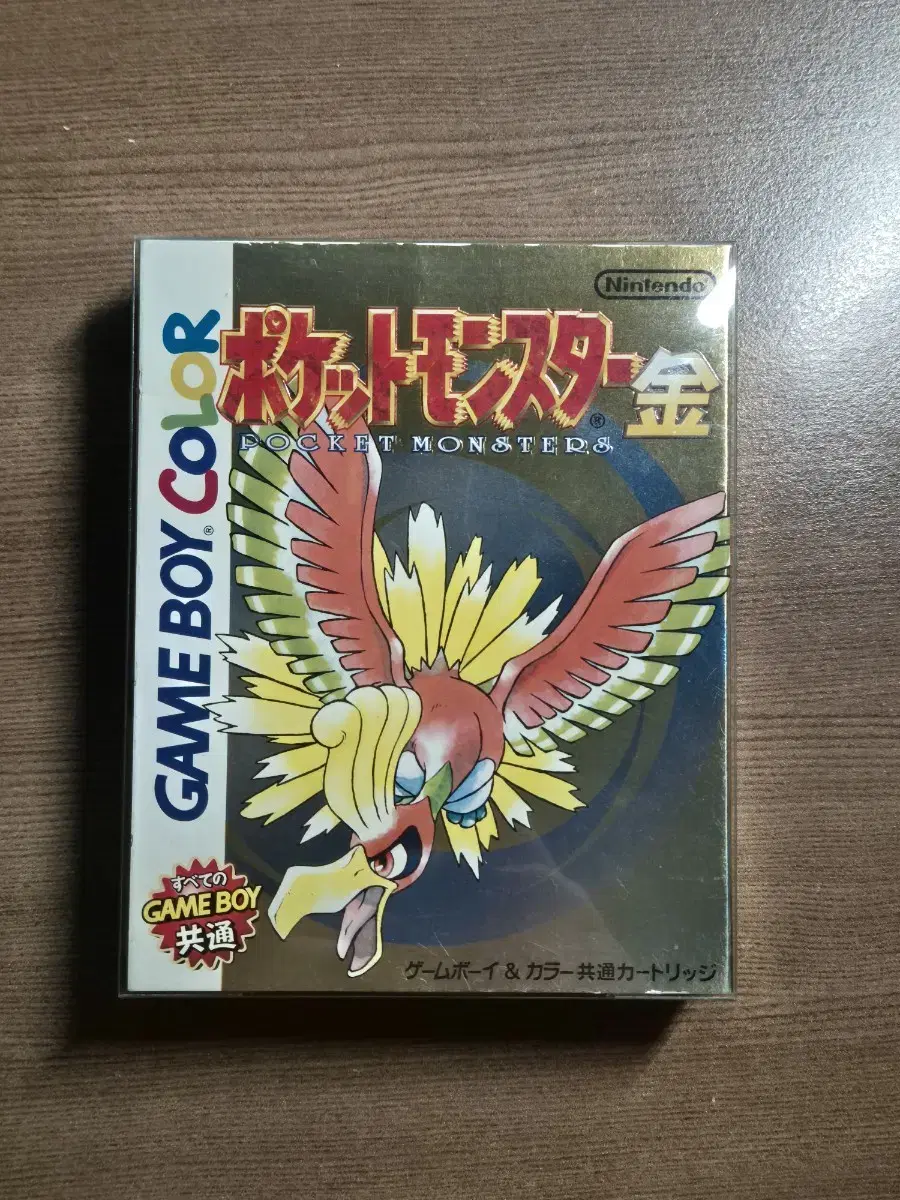 Nintendo
ポケットモンスター金
®
POCKET MONSTERS
GAME BOY COLOR
®
すべての
GAME BOY
共通
ゲームボーイ & カラー共通カートリッジ